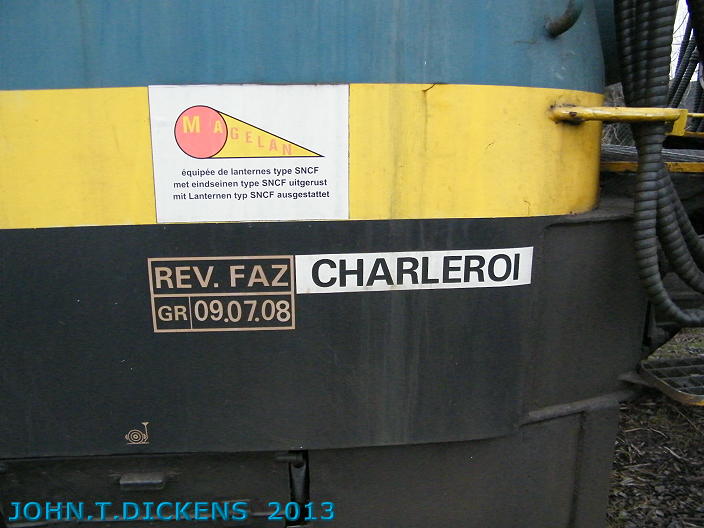 MAGELAN
équipée de lanternes type SNCF
met eindseinen type SNCF uitgerust
mit Lanternen typ SNCF ausgestattet
REV. FAZ CHARLEROI
GR 09.07.08
JOHN.T.DICKENS 2013